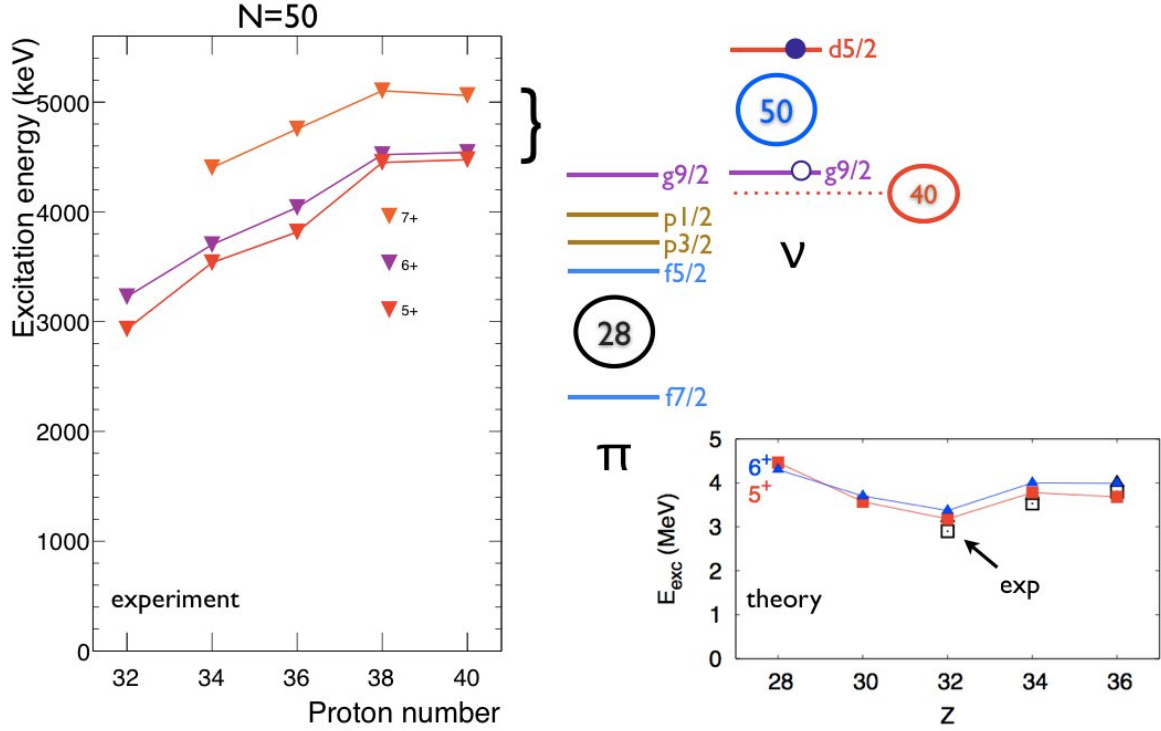 N=50
Excitation energy (keV)
5000
4000
3000
2000
1000
0
7+
6+
5+
experiment
32 34 36 38 40
Proton number
}
d5/2
50
g9/2
g9/2
40
p1/2
p3/2
ν
f5/2
28
f7/2
π
5
4
3
2
1
0
6+
5+
E_exc (MeV)
exp
theory
28 30 32 34 36
Z